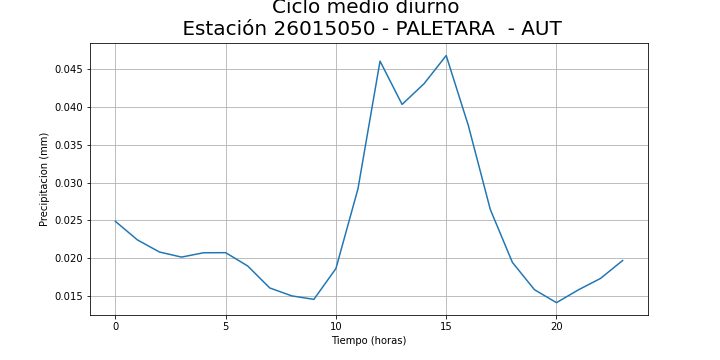 Ciclo medio diurno
Estación 26015050 - PALETARA  - AUT
0.045
0.040
0.035
0.030
0.025
0.020
0.015
Precipitacion (mm)
0 5 10 15 20
Tiempo (horas)